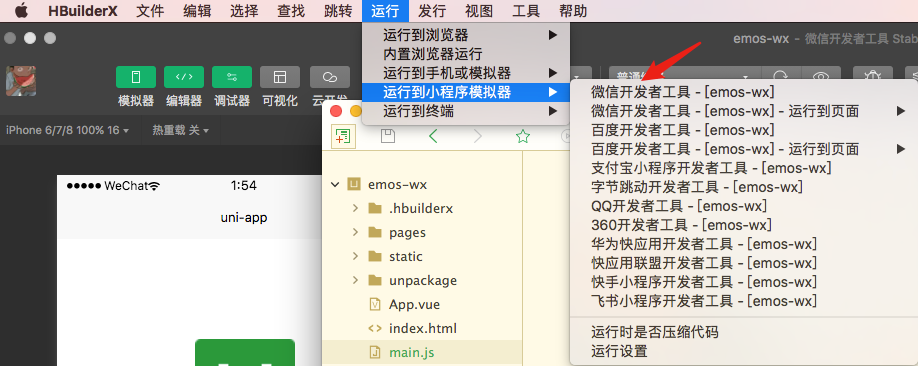 HBuilderX 文件 编辑 选择 查找 跳转 运行 发行 视图 工具 帮助
运行到浏览器
内置浏览器运行
运行到手机或模拟器
运行到小程序模拟器
运行到终端
emos-wx - 微信开发者工具 Stab
模拟器 编辑器 调试器 可视化 云开发
普通
iPhone 6/7/8 100% 16 热重载 关
微信开发者工具 - [emos-wx]
微信开发者工具 - [emos-wx] - 运行到页面
百度开发者工具 - [emos-wx]
百度开发者工具 - [emos-wx] - 运行到页面
支付宝小程序开发者工具 - [emos-wx]
字节跳动开发者工具 - [emos-wx]
QQ开发者工具 - [emos-wx]
360开发者工具 - [emos-wx]
华为快应用开发者工具 - [emos-wx]
快应用联盟开发者工具 - [emos-wx]
快手小程序开发者工具 - [emos-wx]
飞书小程序开发者工具 - [emos-wx]
运行时是否压缩代码
运行设置
WeChat 1:54
uni-app
emos-wx
.hbuilderx
pages
static
unpackage
App.vue
index.html
main.js